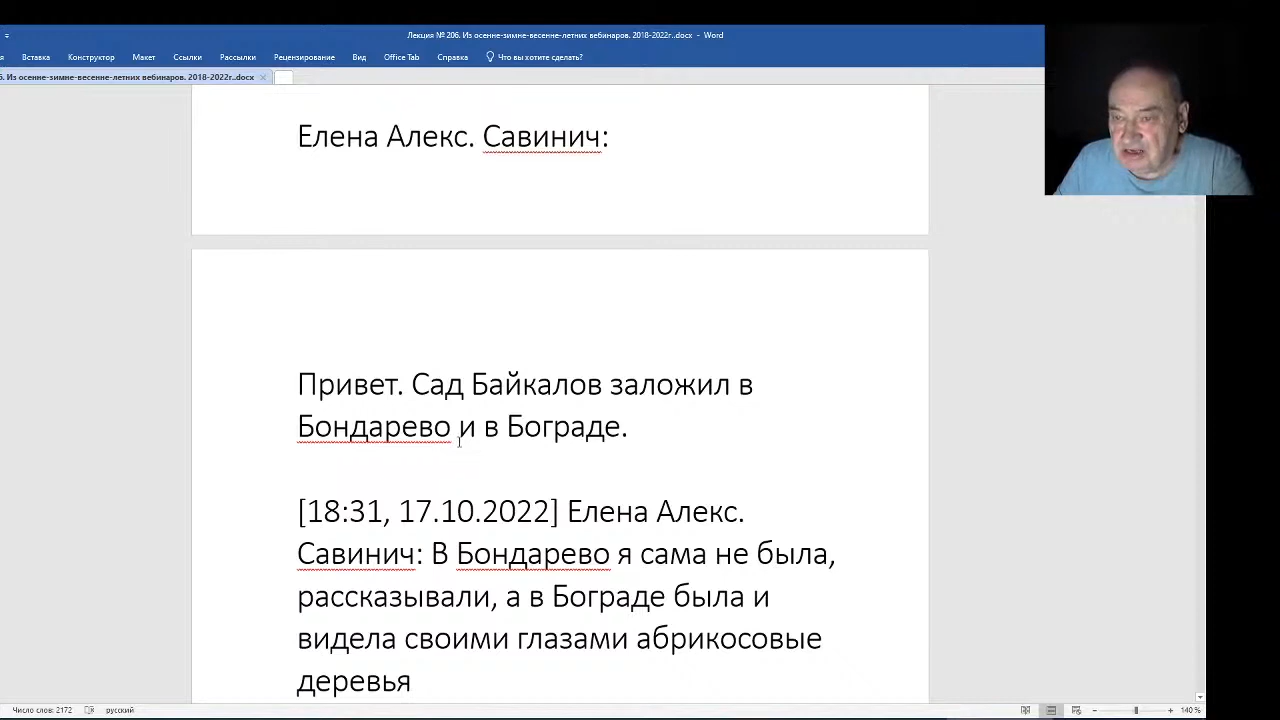 Лекция № 206. Из осенне-зимне-весенне-летних вебинаров. 2018-2022г..docx - Word
Вставка Конструктор Макет Ссылки Рассылки Рецензирование Вид Office Tab Справка Что вы хотите сделать?
6. Из осенне-зимне-весенне-летних вебинаров. 2018-2022г..docx
Елена Алекс. Савинич:
Привет. Сад Байкалов заложил в
Бондарево и в Бограде.
[18:31, 17.10.2022] Елена Алекс.
Савинич: В Бондарево я сама не была,
рассказывали, а в Бограде была и
видела своими глазами абрикосовые
деревья
Число слов: 2172 русский 140%